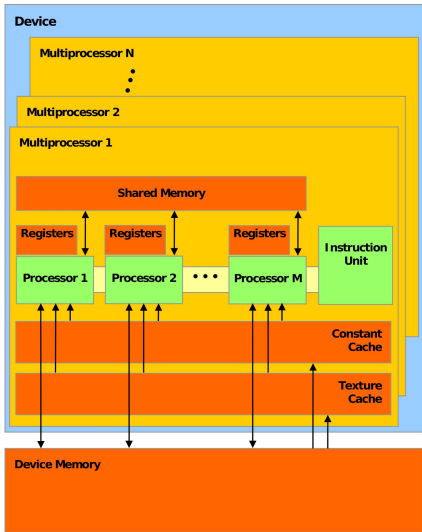 Device
Multiprocessor N
Multiprocessor 2
Multiprocessor 1
Shared Memory
Registers
Registers
Registers
Instruction
Unit
Processor 1
Processor 2
• • •
Processor M
Constant
Cache
Texture
Cache
Device Memory